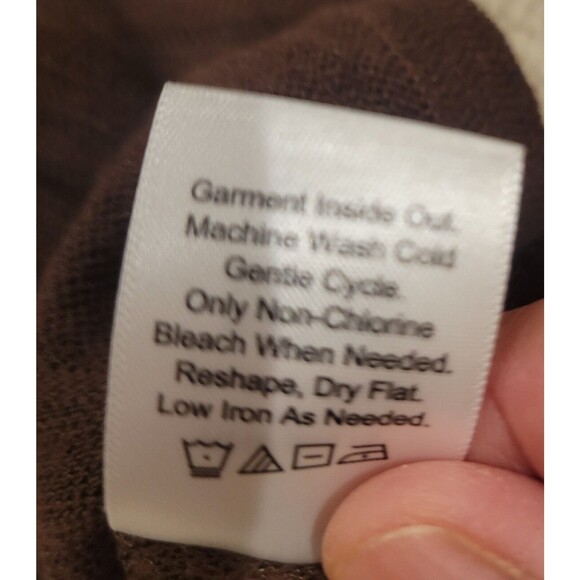 Garment Inside Out.
Machine Wash Cold
Gentle Cycle.
Only Non-Chlorine
Bleach When Needed.
Reshape, Dry Flat.
Low Iron As Needed.